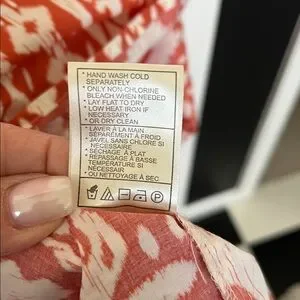 * HAND WASH COLD
SEPARATELY
* ONLY NON-CHLORINE
BLEACH WHEN NEEDED
* LAY FLAT TO DRY
* LOW HEAT IRON IF
NECESSARY
* OR DRY CLEAN
* LAVER À LA MAIN
SÉPARÉMENT À FROID
* JAVEL SANS CHLORE SI
NÉCESSAIRE
* SÉCHAGE À PLAT
* REPASSAGE À BASSE
TEMPÉRATURE SI
NÉCESSAIR
* OU NETTOYAGE À SEC
P